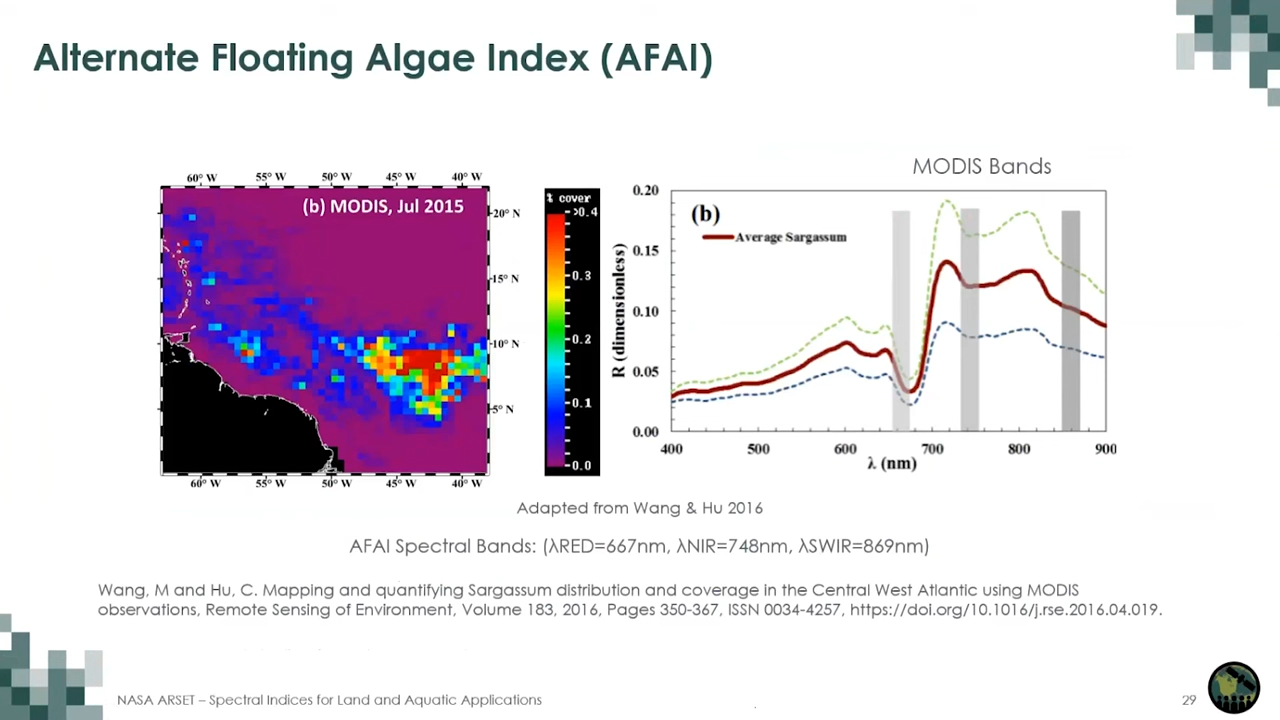 Alternate Floating Algae Index (AFAI)
MODIS Bands
60° W 55° W 50° W 45° W 40° W
(b) MODIS, Jul 2015
20° N
15° N
10° N
5° N
60° W 55° W 50° W 45° W 40° W
% cover
>0.4
0.3
0.2
0.1
0.0
(b)
Average Sargassum
R (dimensionless)
0.20
0.15
0.10
0.05
0.00
400 500 600 700 800 900
λ (nm)
Adapted from Wang & Hu 2016
AFAI Spectral Bands: (λRED=667nm, λNIR=748nm, λSWIR=869nm)
Wang, M and Hu, C. Mapping and quantifying Sargassum distribution and coverage in the Central West Atlantic using MODIS
observations, Remote Sensing of Environment, Volume 183, 2016, Pages 350-367, ISSN 0034-4257, https://doi.org/10.1016/j.rse.2016.04.019.
NASA ARSET – Spectral Indices for Land and Aquatic Applications
29